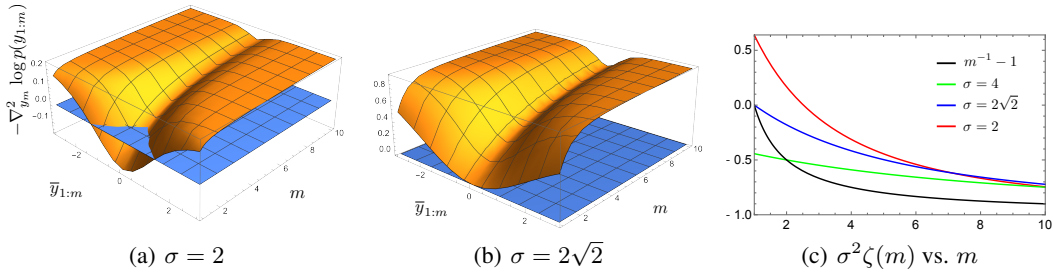 −∇²_{y_m} log p(y_{1:m})
0.2
0.1
0.0
-0.1
-2
0
2
ȳ_{1:m}
2
4
6
8
10
m
(a) σ = 2
0.8
0.6
0.4
0.2
0.0
-2
0
2
ȳ_{1:m}
2
4
6
8
10
m
(b) σ = 2√2
0.5
0.0
-0.5
-1.0
2
4
6
8
10
m⁻¹ − 1
σ = 4
σ = 2√2
σ = 2
(c) σ²ζ(m) vs. m